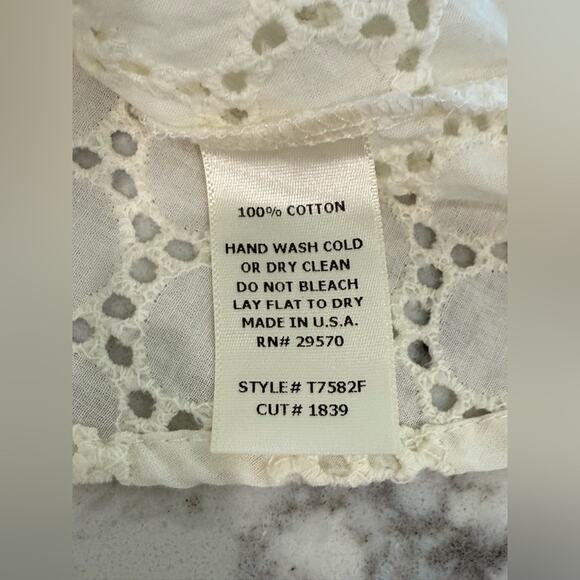 100% COTTON
HAND WASH COLD
OR DRY CLEAN
DO NOT BLEACH
LAY FLAT TO DRY
MADE IN U.S.A.
RN# 29570
STYLE# T7582F
CUT# 1839